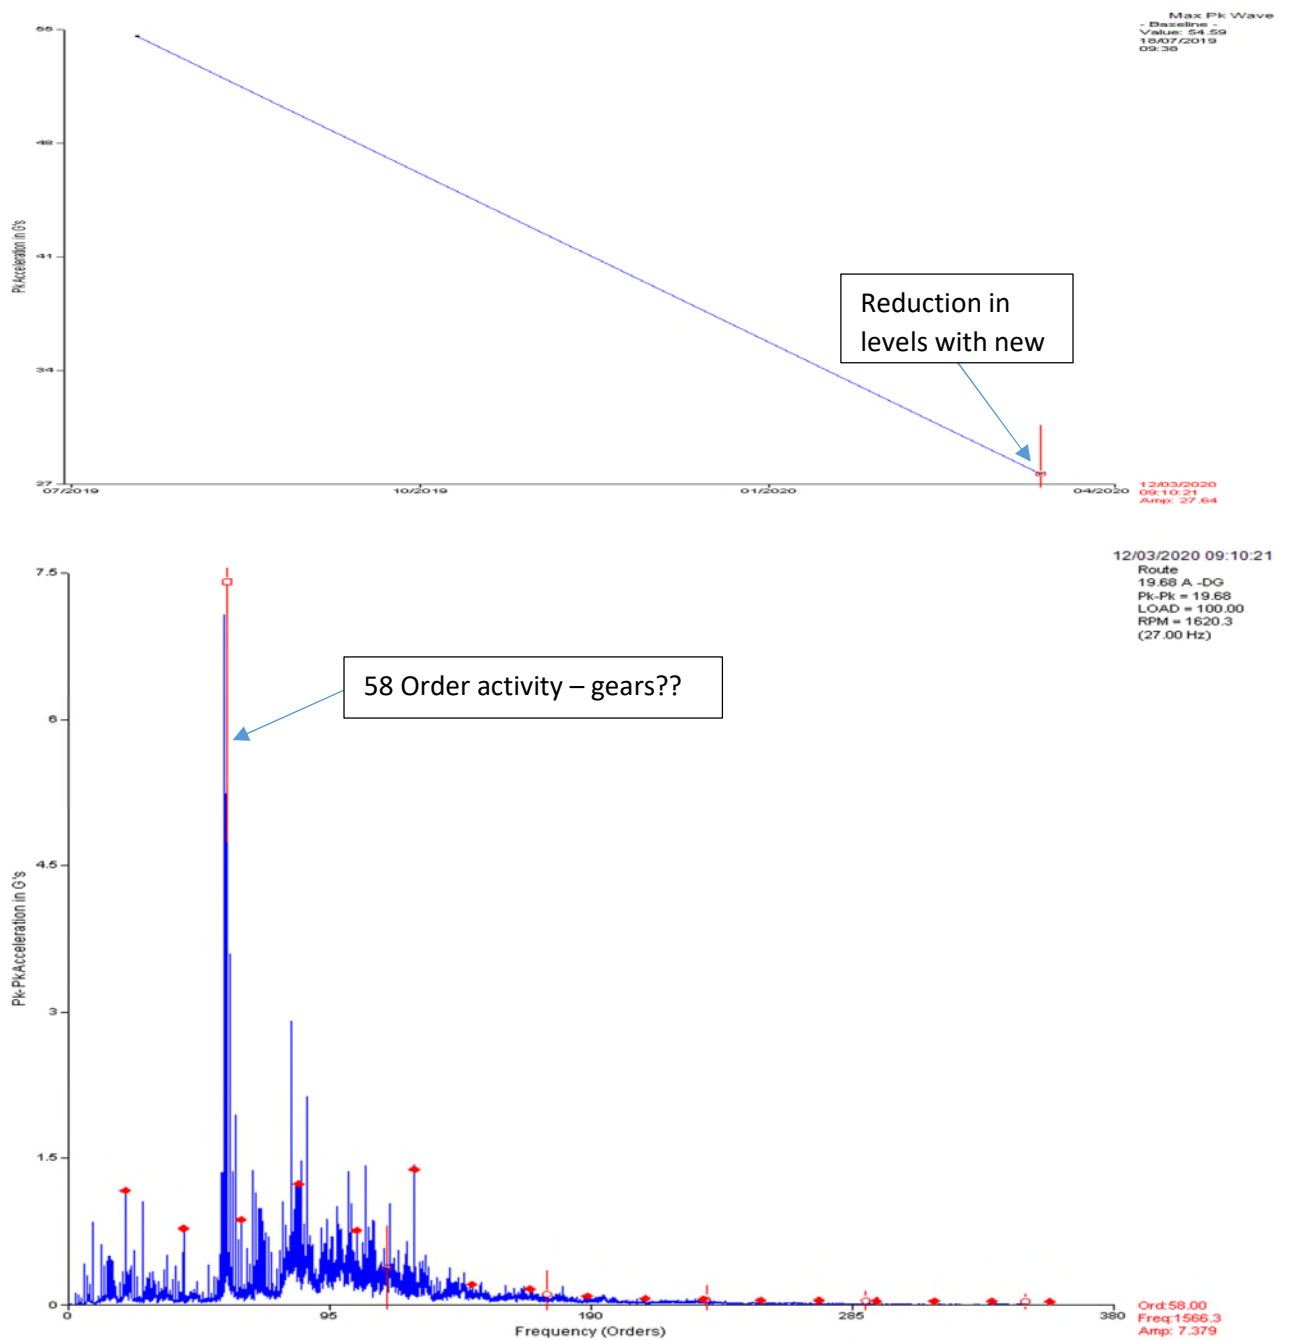 Max Pk Wave
- Baseline -
Value: 54.59
16/07/2019
09:38
55
48
41
34
27
Pk Acceleration in G's
Reduction in
levels with new
07/2019
10/2019
01/2020
04/2020
12/03/2020
09:10:21
Amp: 27.64
12/03/2020 09:10:21
Route
19.68 A -DG
Pk-Pk = 19.68
LOAD = 100.00
RPM = 1620.3
(27.00 Hz)
7.5
6
4.5
3
1.5
0
Pk-Pk Acceleration in G's
58 Order activity – gears??
0
95
190
285
380
Frequency (Orders)
Ord:58.00
Freq:1566.3
Amp: 7.379